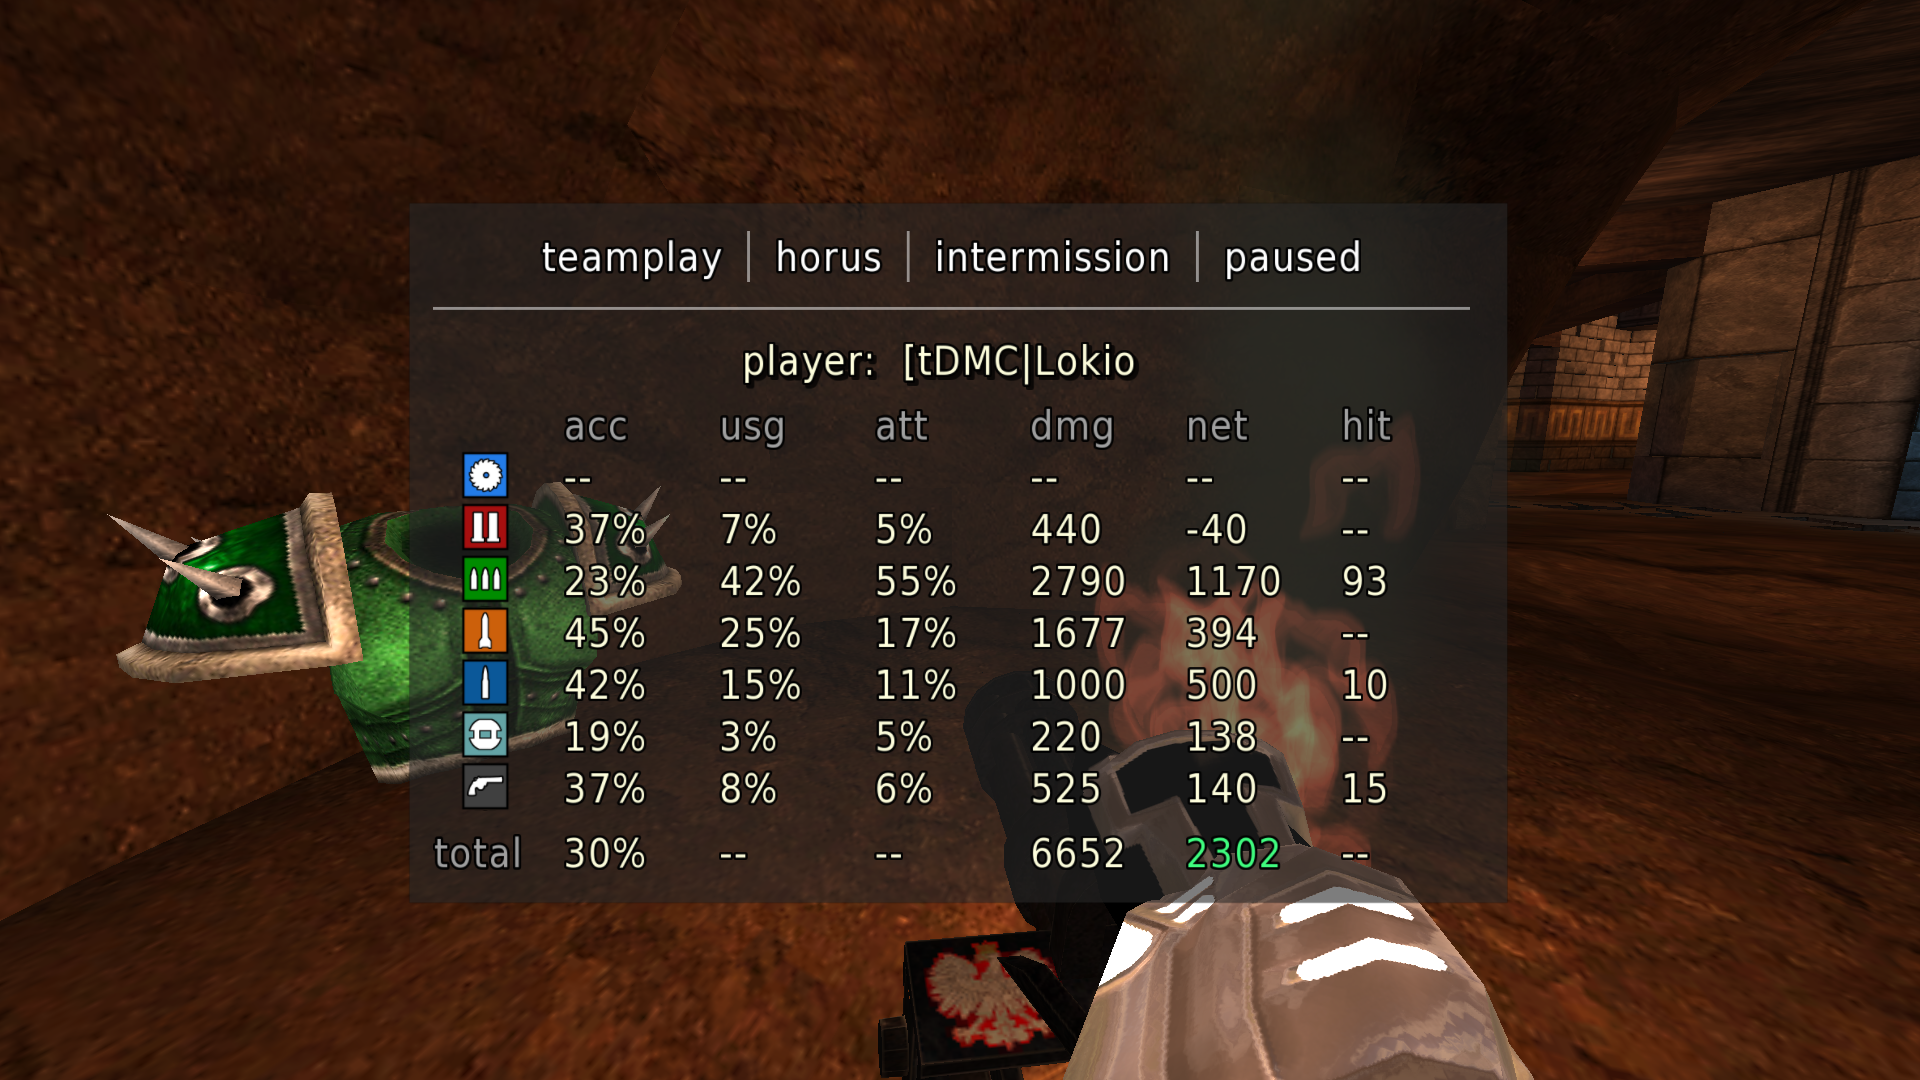 teamplay | horus | intermission | paused
player: [tDMC|Lokio
acc usg att dmg net hit
-- -- -- -- -- --
37% 7% 5% 440 -40 --
23% 42% 55% 2790 1170 93
45% 25% 17% 1677 394 --
42% 15% 11% 1000 500 10
19% 3% 5% 220 138 --
37% 8% 6% 525 140 15
total 30% -- -- 6652 2302 --